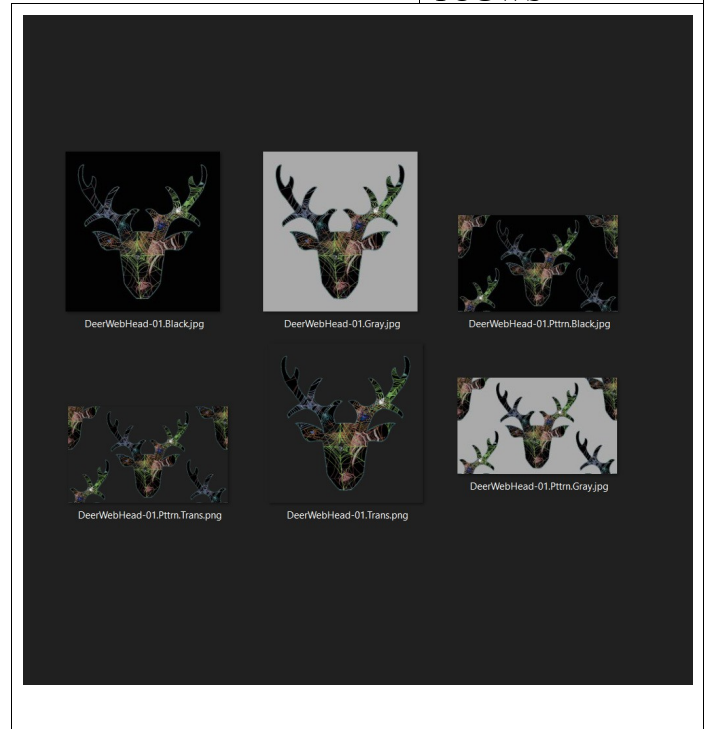 DeerWebHead-01.Black.jpg
DeerWebHead-01.Gray.jpg
DeerWebHead-01.Pttrn.Black.jpg
DeerWebHead-01.Pttrn.Trans.png
DeerWebHead-01.Trans.png
DeerWebHead-01.Pttrn.Gray.jpg